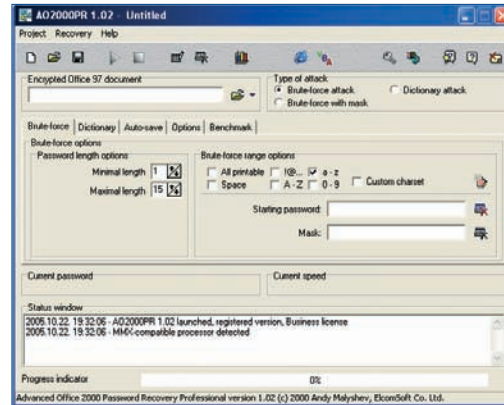 AO2000PR 1.02 - Untitled
Project Recovery Help
Encrypted Office 97 document
Type of attack
Brute-force attack
Dictionary attack
Brute-force with mask
Brute-force Dictionary Auto-save Options Benchmark
Brute-force options
Password length options
Minimal length 1
Maximal length 15
Brute-force range options
All printable !@... a - z
Space A - Z 0 - 9 Custom charset
Starting password:
Mask:
Current password
Current speed
Status window
2005.10.22. 19:32:06 - AO2000PR 1.02 launched, registered version, Business license
2005.10.22. 19:32:06 - MMX-compatible processor detected
Progress indicator 0%
Advanced Office 2000 Password Recovery Professional version 1.02 (c) 2000 Andy Malyshev, ElcomSoft Co. Ltd.